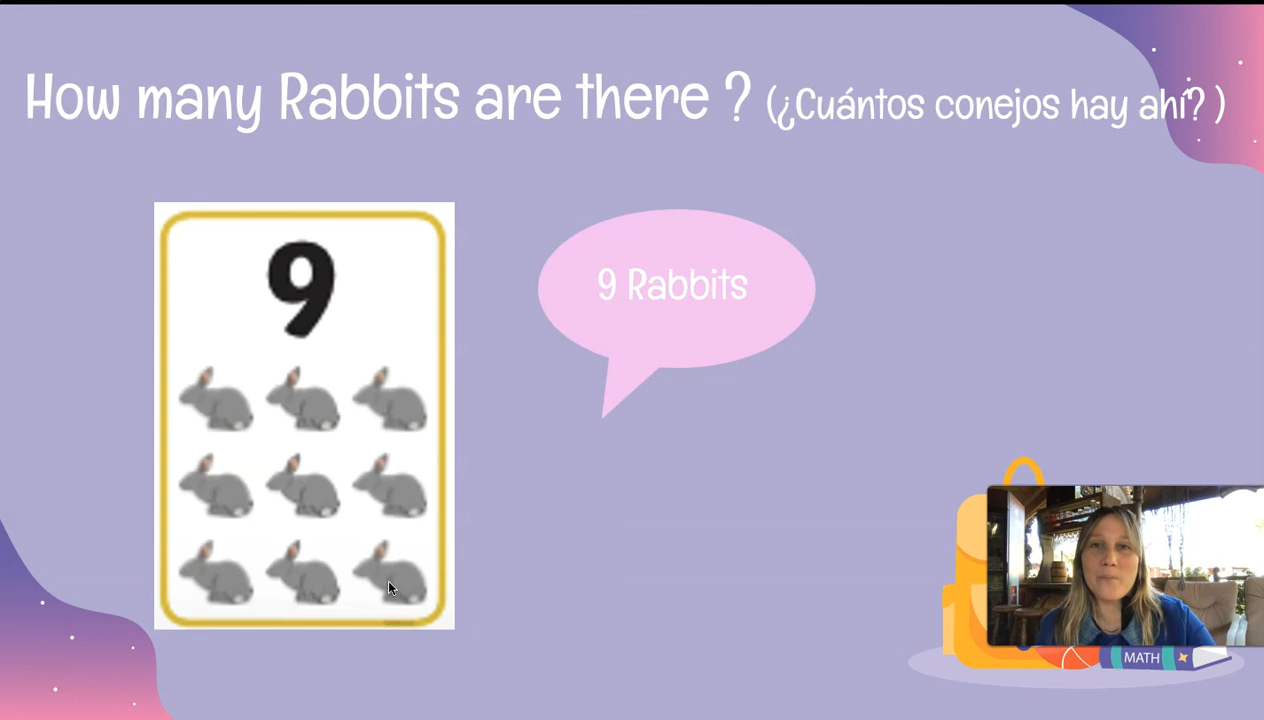 How many Rabbits are there ? (¿Cuántos conejos hay ahí? )
9
9 Rabbits
MATH